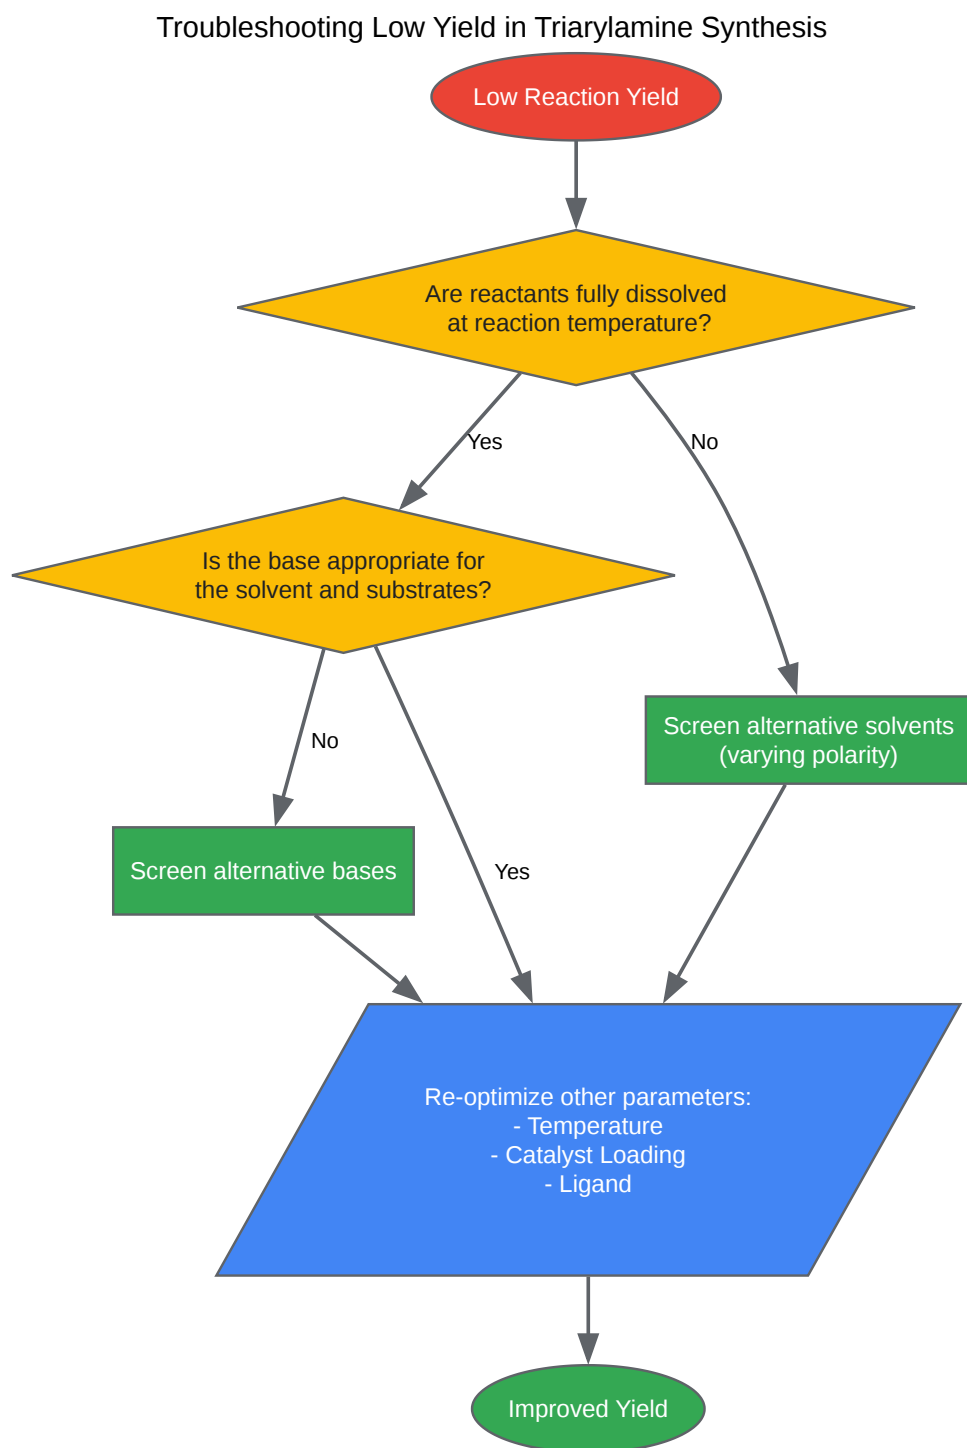 Troubleshooting Low Yield in Triarylamine Synthesis
Low Reaction Yield
Are reactants fully dissolved
at reaction temperature?
Yes
No
Is the base appropriate for
the solvent and substrates?
No
Yes
Screen alternative solvents
(varying polarity)
Screen alternative bases
Re-optimize other parameters:
- Temperature
- Catalyst Loading
- Ligand
Improved Yield